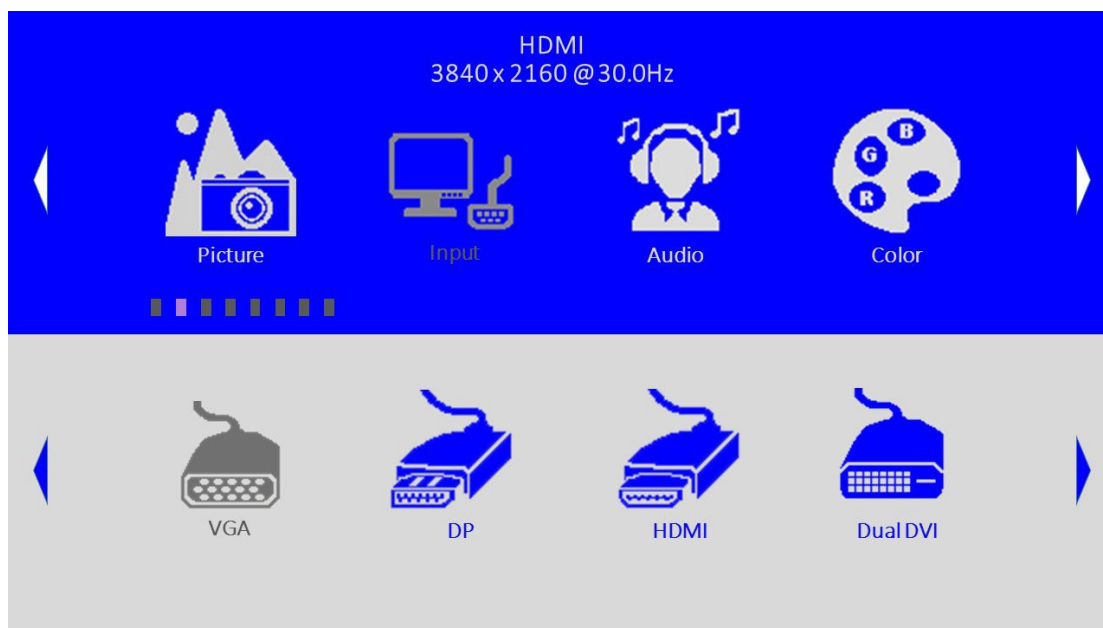 HDMI
3840 x 2160 @ 30.0Hz
B
G
R
Picture
Input
Audio
Color
VGA
DP
HDMI
Dual DVI